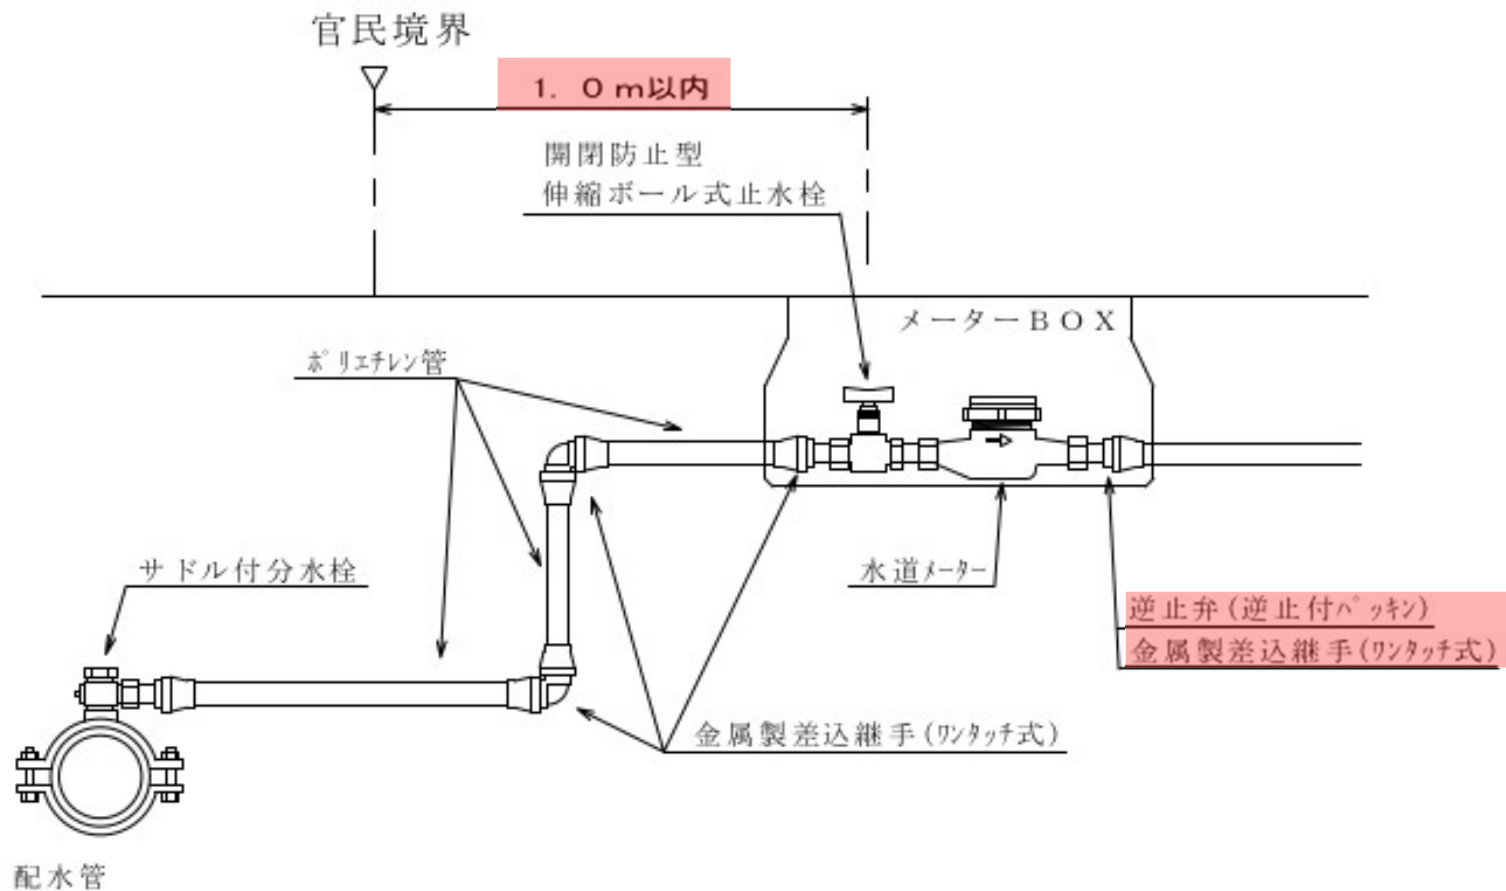 官民境界
1. 0m以内
開閉防止型
伸縮ボール式止水栓
メーターBOX
ポリエチレン管
サドル付分水栓
水道メーター
逆止弁(逆止付パッキン)
金属製差込継手(ワンタッチ式)
金属製差込継手(ワンタッチ式)
配水管